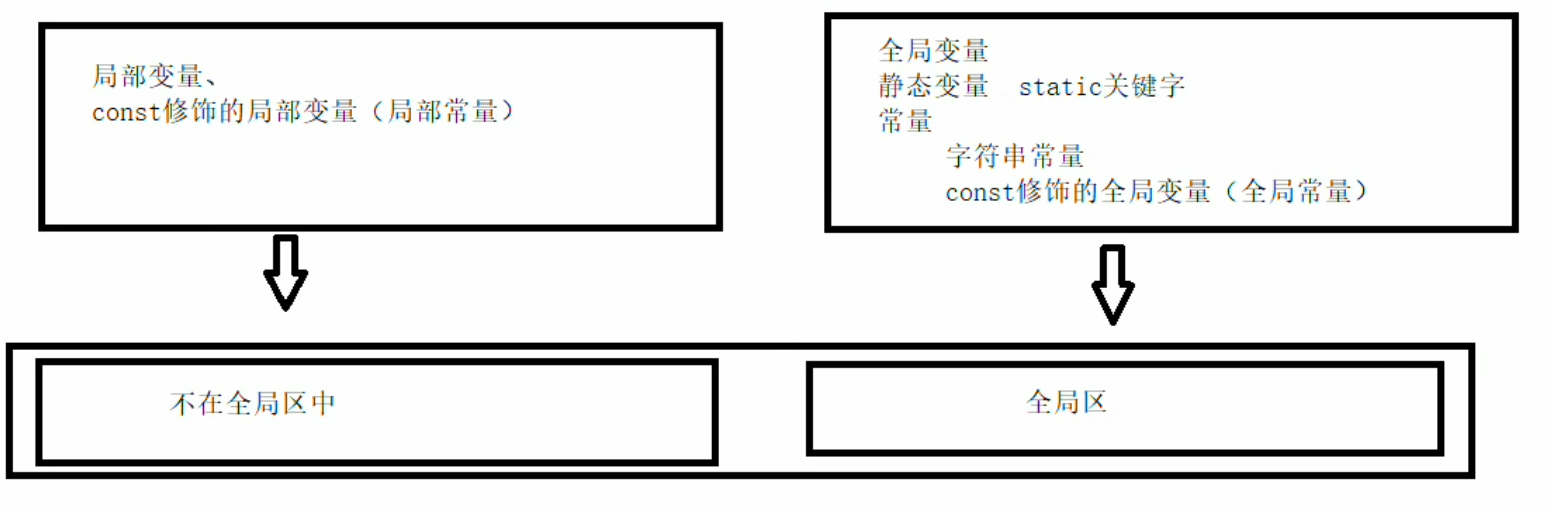 局部变量、
const修饰的局部变量（局部常量）
全局变量
静态变量 static关键字
常量
字符串常量
const修饰的全局变量（全局常量）
不在全局区中
全局区